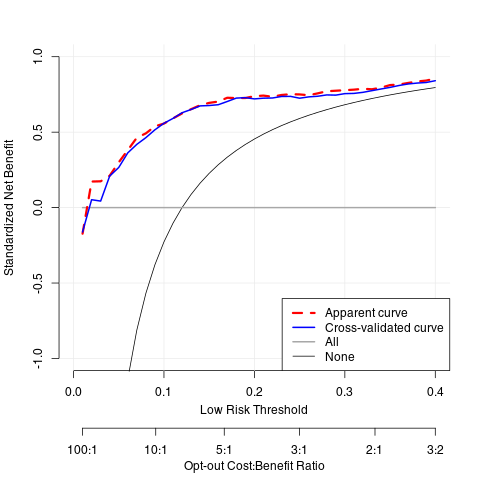 Standardized Net Benefit
1.0
0.5
0.0
-0.5
-1.0
Apparent curve
Cross-validated curve
All
None
0.0 0.1 0.2 0.3 0.4
Low Risk Threshold
100:1 10:1 5:1 3:1 2:1 3:2
Opt-out Cost:Benefit Ratio